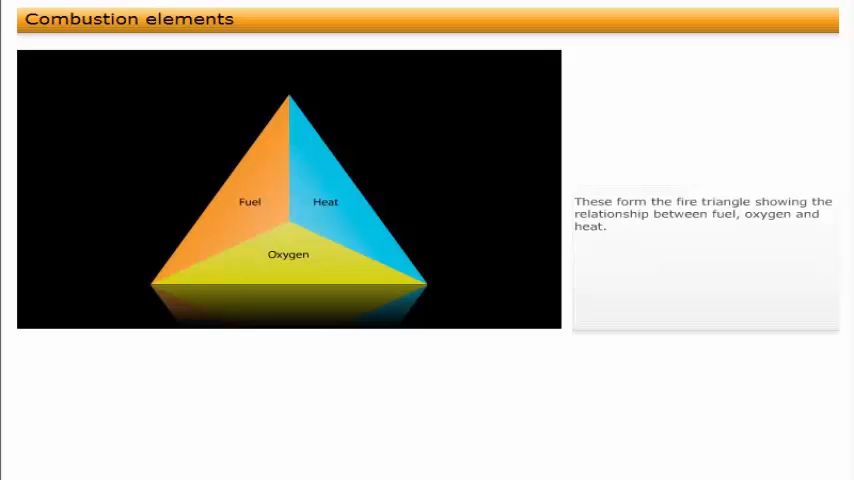 Combustion elements
Fuel
Heat
Oxygen
These form the fire triangle showing the
relationship between fuel, oxygen and
heat.